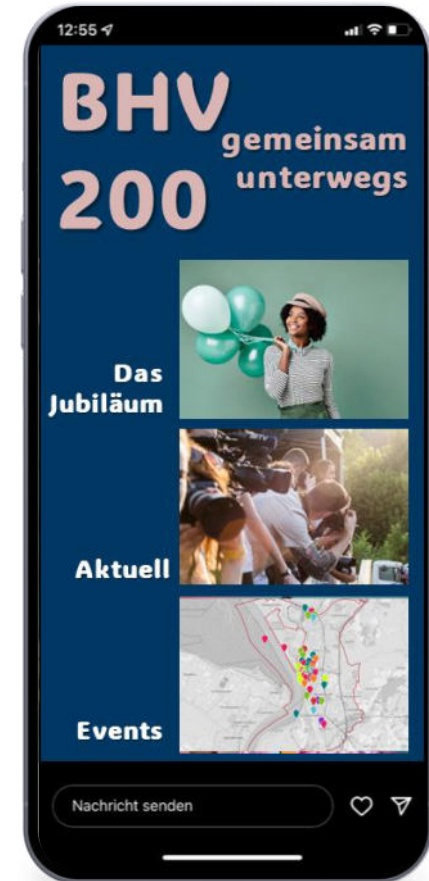 12:55
BHV
gemeinsam
200
unterwegs
Das
Jubiläum
Aktuell
Events
Nachricht senden